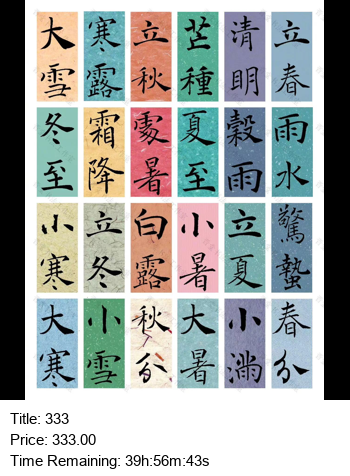 立春
雨水
驚蟄
春分
清明
穀雨
立夏
小滿
芒種
夏至
小暑
大暑
立秋
處暑
白露
秋分
寒露
霜降
立冬
小雪
大雪
冬至
小寒
大寒
Title: 333
Price: 333.00
Time Remaining: 39h:56m:43s